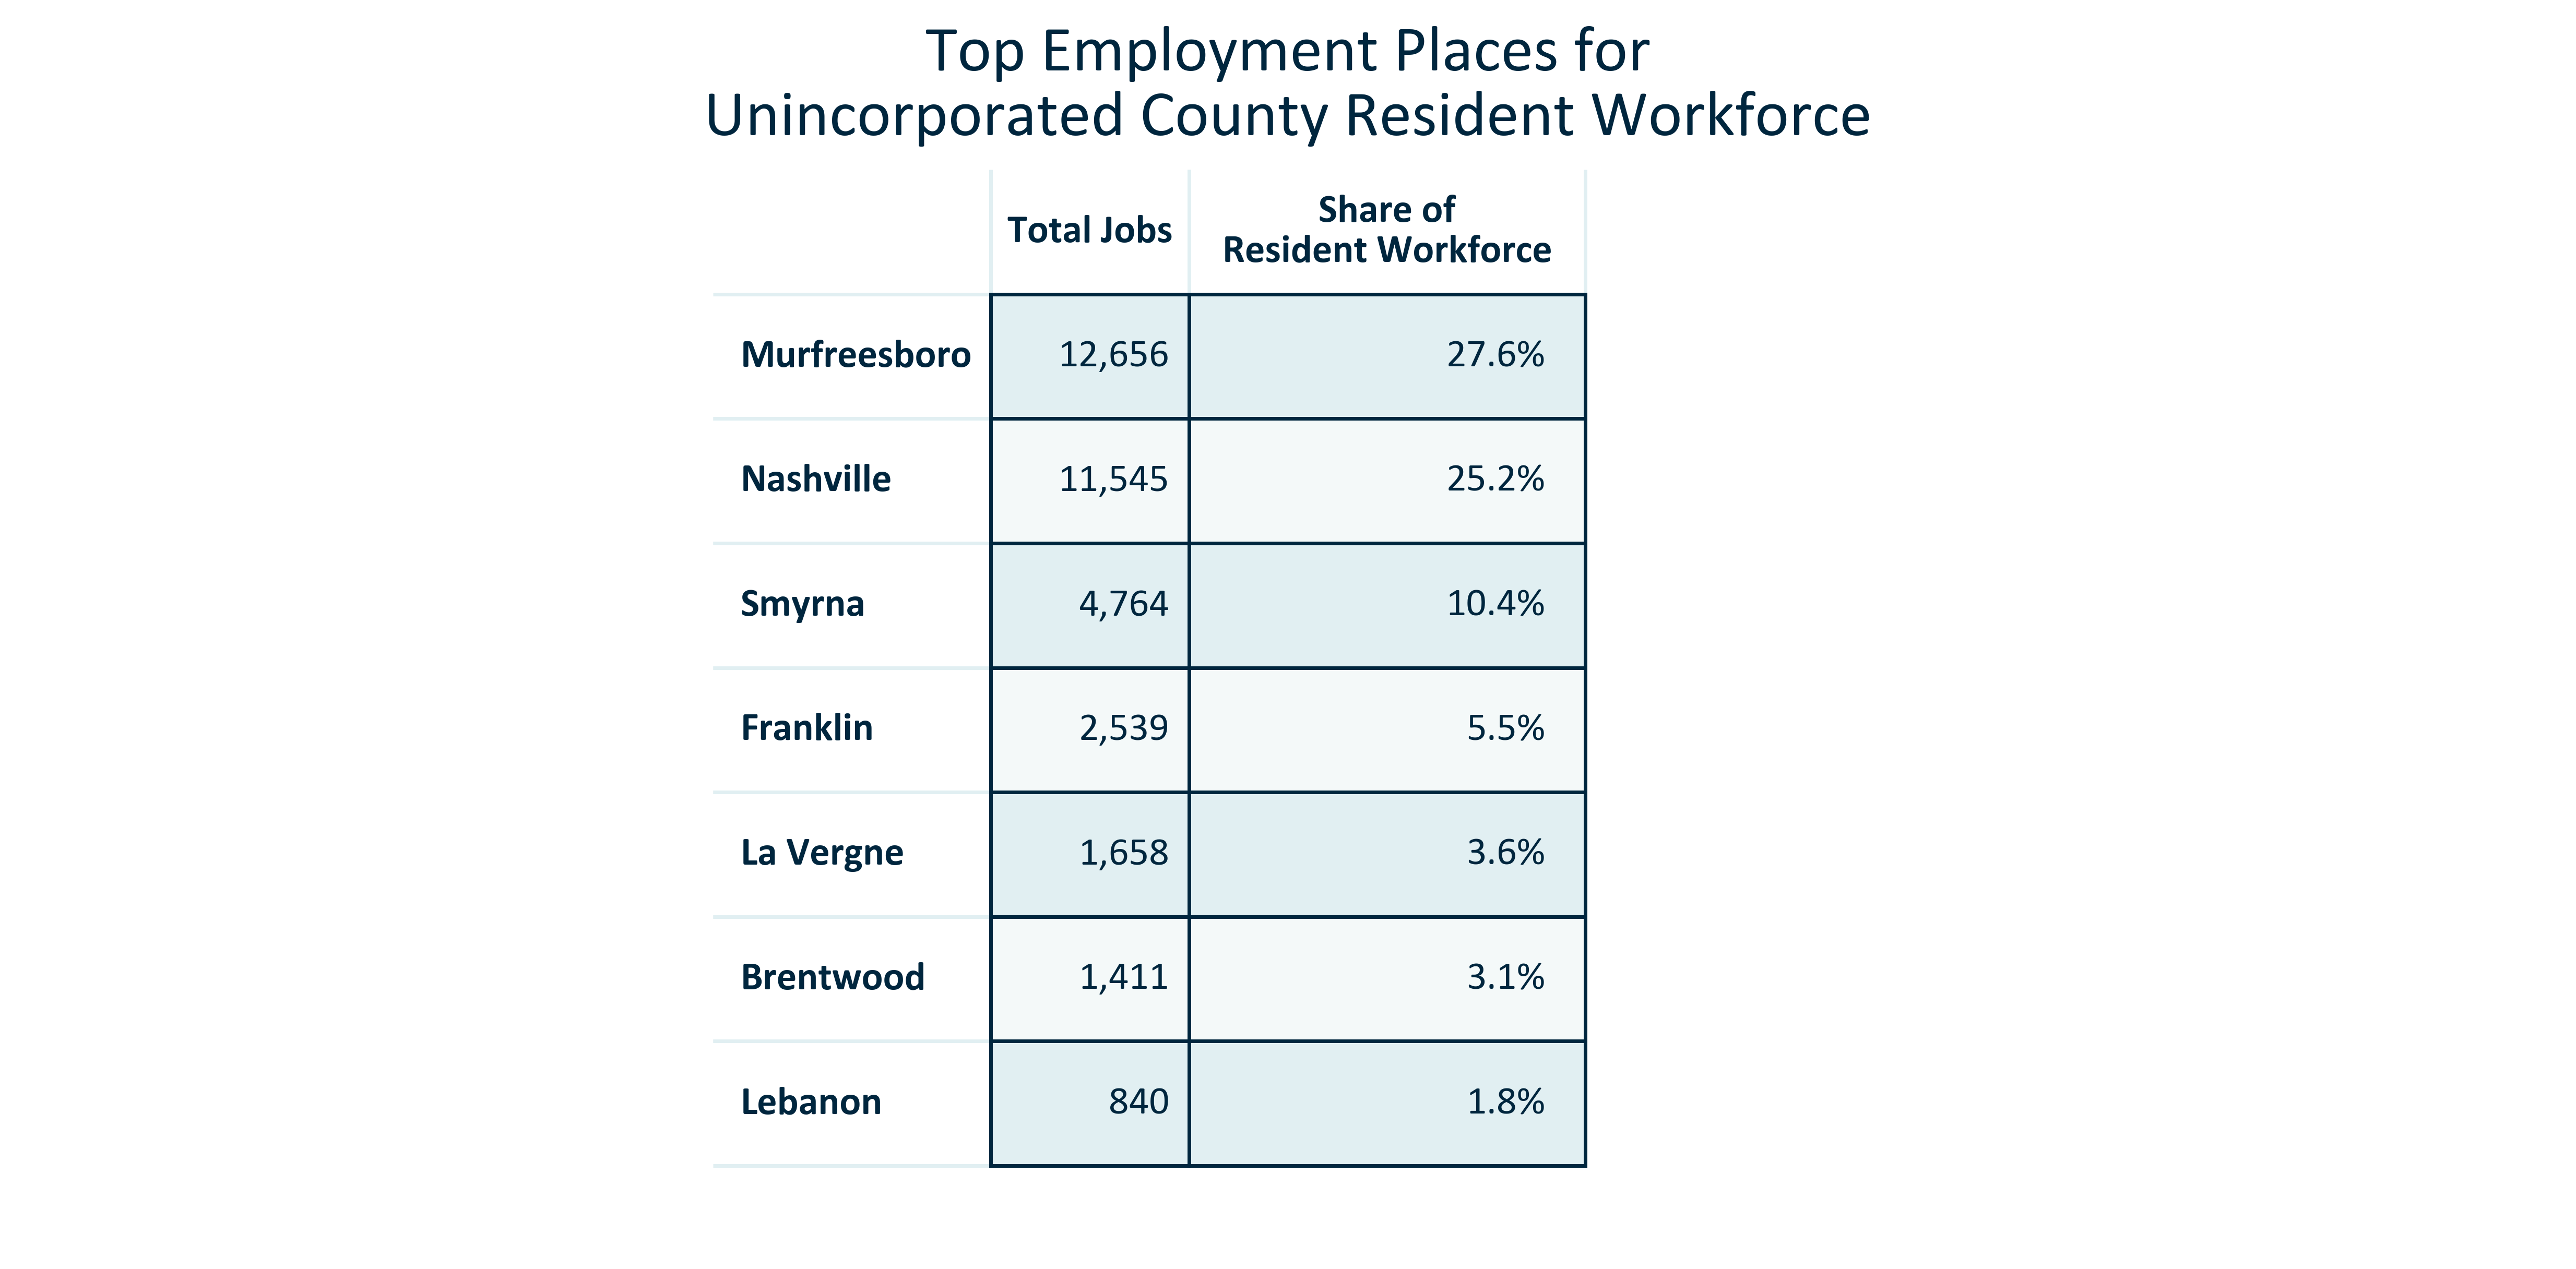 Top Employment Places for
Unincorporated County Resident Workforce
Total Jobs
Share of
Resident Workforce
Murfreesboro 12,656 27.6%
Nashville 11,545 25.2%
Smyrna 4,764 10.4%
Franklin 2,539 5.5%
La Vergne 1,658 3.6%
Brentwood 1,411 3.1%
Lebanon 840 1.8%